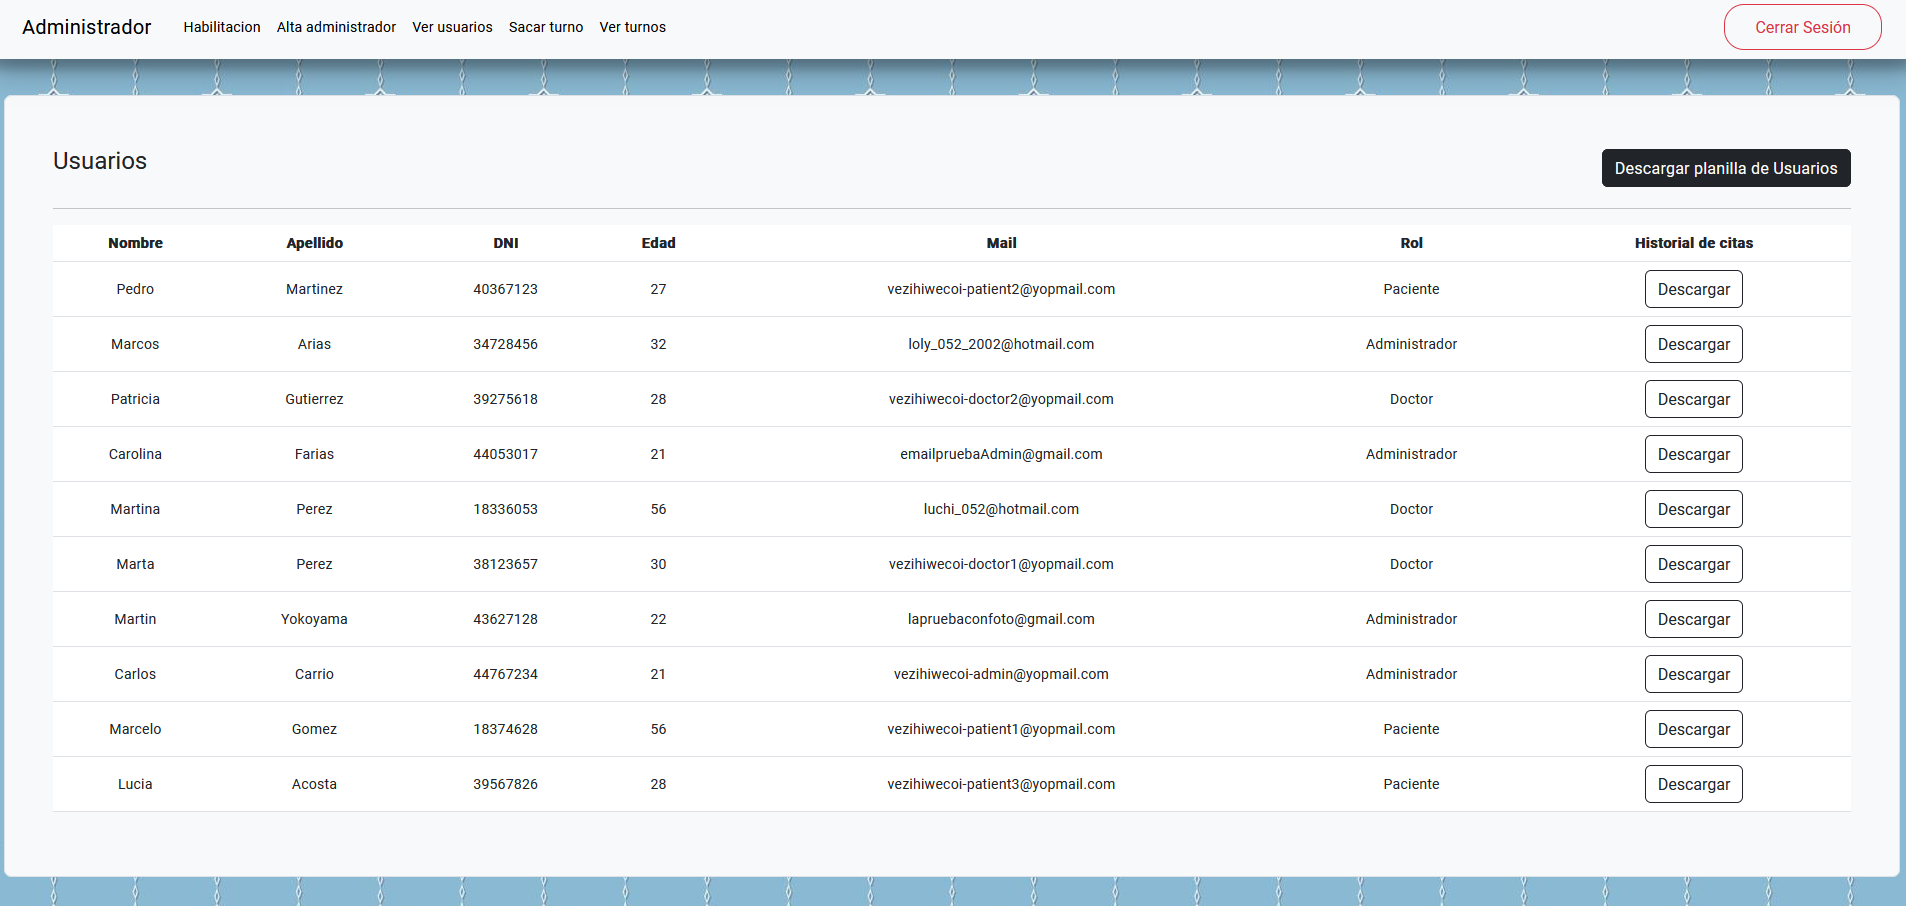 Administrador Habilitacion Alta administrador Ver usuarios Sacar turno Ver turnos Cerrar Sesión
Usuarios Descargar planilla de Usuarios
Nombre Apellido DNI Edad Mail Rol Historial de citas
Pedro Martinez 40367123 27 vezihiwecoi-patient2@yopmail.com Paciente Descargar
Marcos Arias 34728456 32 loly_052_2002@hotmail.com Administrador Descargar
Patricia Gutierrez 39275618 28 vezihiwecoi-doctor2@yopmail.com Doctor Descargar
Carolina Farias 44053017 21 emailpruebaAdmin@gmail.com Administrador Descargar
Martina Perez 18336053 56 luchi_052@hotmail.com Doctor Descargar
Marta Perez 38123657 30 vezihiwecoi-doctor1@yopmail.com Doctor Descargar
Martin Yokoyama 43627128 22 lapruebaconfoto@gmail.com Administrador Descargar
Carlos Carrio 44767234 21 vezihiwecoi-admin@yopmail.com Administrador Descargar
Marcelo Gomez 18374628 56 vezihiwecoi-patient1@yopmail.com Paciente Descargar
Lucia Acosta 39567826 28 vezihiwecoi-patient3@yopmail.com Paciente Descargar